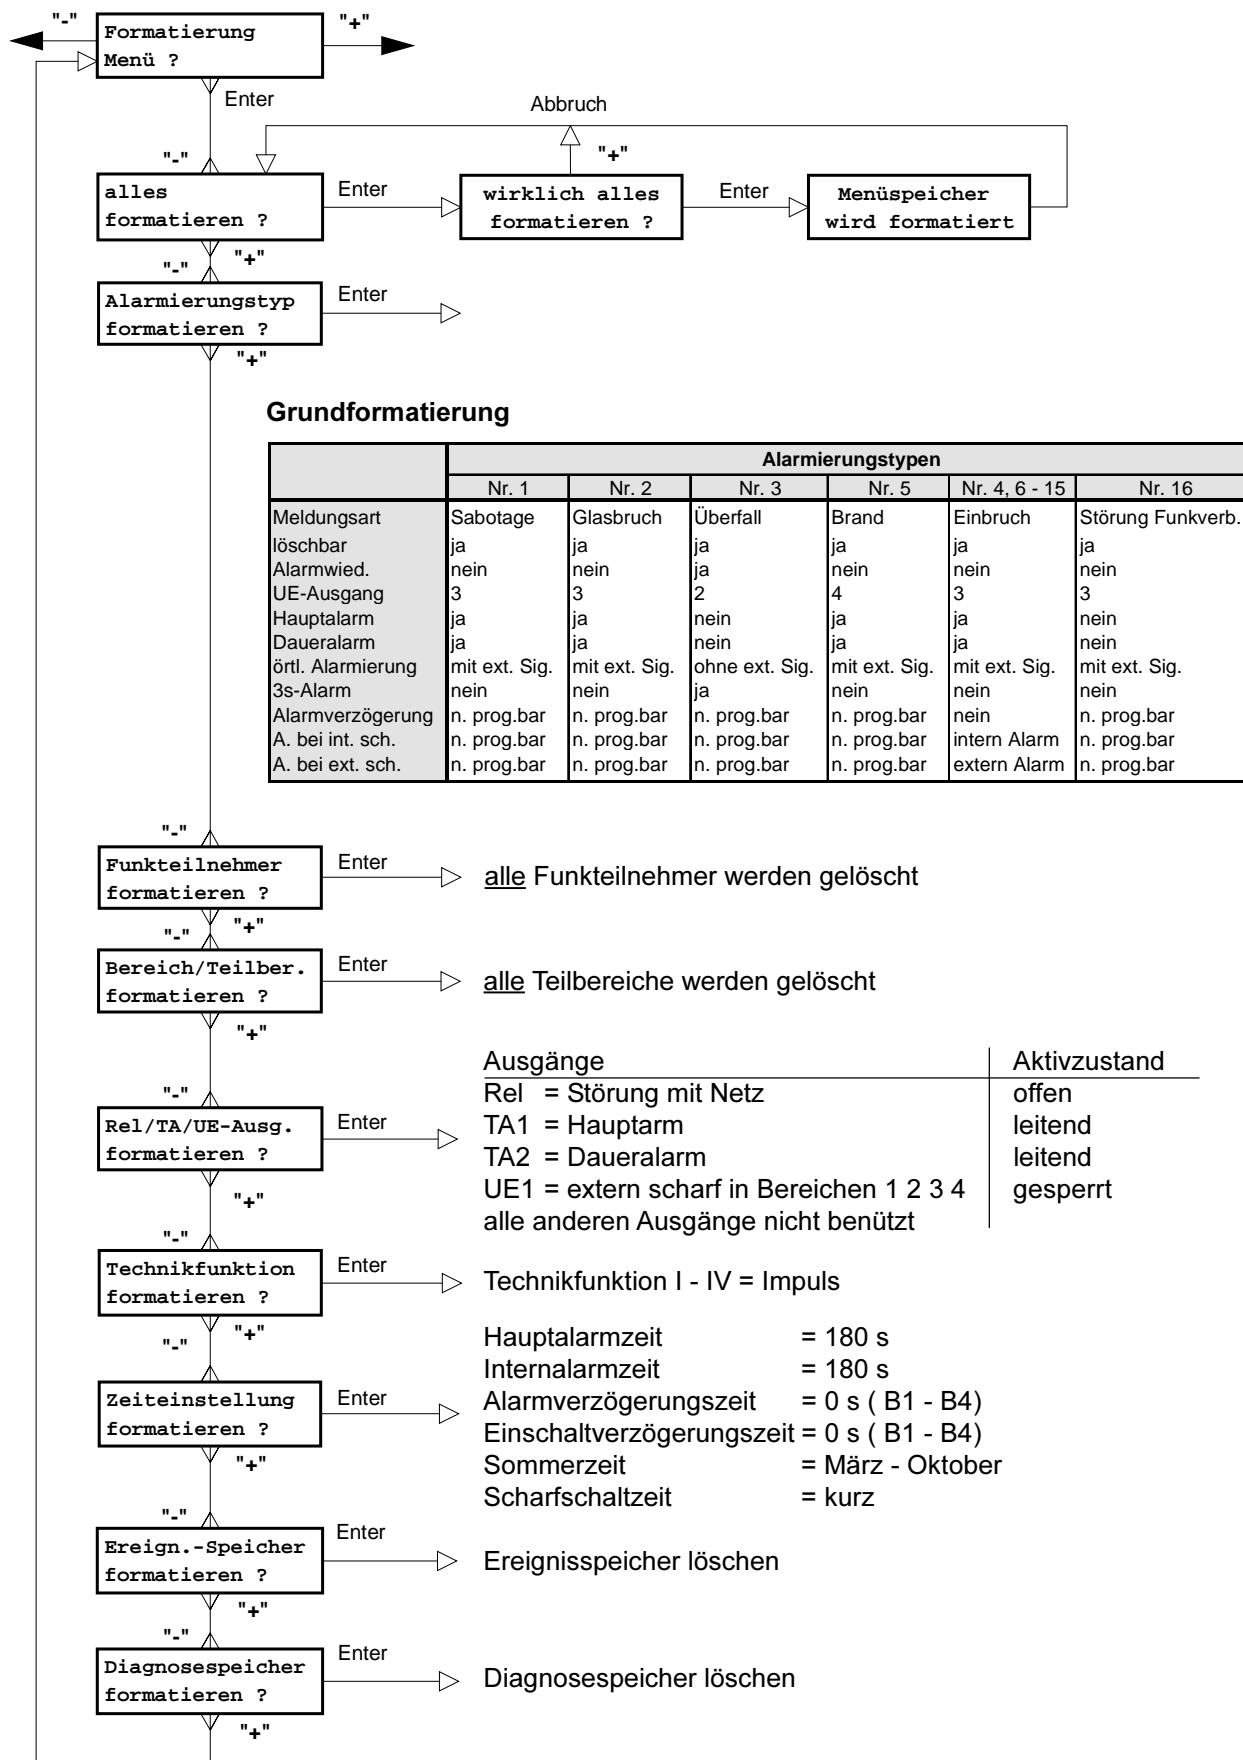 "-"
Formatierung
Menü ?
"+"
Enter
Abbruch
"-"
"+"
alles
formatieren ?
Enter
wirklich alles
formatieren ?
Enter
Menüspeicher
wird formatiert
"+"
"-"
Alarmierungstyp
formatieren ?
Enter
"+"
Grundformatierung
Alarmierungstypen
Nr. 1 Nr. 2 Nr. 3 Nr. 5 Nr. 4, 6 - 15 Nr. 16
Meldungsart Sabotage Glasbruch Überfall Brand Einbruch Störung Funkverb.
löschbar ja ja ja ja ja ja
Alarmwied. nein nein ja nein nein nein
UE-Ausgang 3 3 2 4 3 3
Hauptalarm ja ja nein ja ja nein
Daueralarm ja ja nein ja ja nein
örtl. Alarmierung mit ext. Sig. mit ext. Sig. ohne ext. Sig. mit ext. Sig. mit ext. Sig. mit ext. Sig.
3s-Alarm nein nein ja nein nein nein
Alarmverzögerung n. prog.bar n. prog.bar n. prog.bar n. prog.bar nein n. prog.bar
A. bei int. sch. n. prog.bar n. prog.bar n. prog.bar n. prog.bar intern Alarm n. prog.bar
A. bei ext. sch. n. prog.bar n. prog.bar n. prog.bar n. prog.bar extern Alarm n. prog.bar
"-"
Funkteilnehmer
formatieren ?
Enter
alle Funkteilnehmer werden gelöscht
"+"
"-"
Bereich/Teilber.
formatieren ?
Enter
alle Teilbereiche werden gelöscht
"+"
Ausgänge Aktivzustand
Rel = Störung mit Netz offen
TA1 = Hauptarm leitend
TA2 = Daueralarm leitend
UE1 = extern scharf in Bereichen 1 2 3 4 gesperrt
alle anderen Ausgänge nicht benützt
"-"
Rel/TA/UE-Ausg.
formatieren ?
Enter
"+"
"-"
Technikfunktion
formatieren ?
Enter
Technikfunktion I - IV = Impuls
"+"
"-"
Hauptalarmzeit = 180 s
Internalarmzeit = 180 s
Alarmverzögerungszeit = 0 s ( B1 - B4)
Einschaltverzögerungszeit = 0 s ( B1 - B4)
Sommerzeit = März - Oktober
Scharfschaltzeit = kurz
Zeiteinstellung
formatieren ?
Enter
"+"
"-"
Ereign.-Speicher
formatieren ?
Enter
Ereignisspeicher löschen
"+"
"-"
Diagnosespeicher
formatieren ?
Enter
Diagnosespeicher löschen
"+"